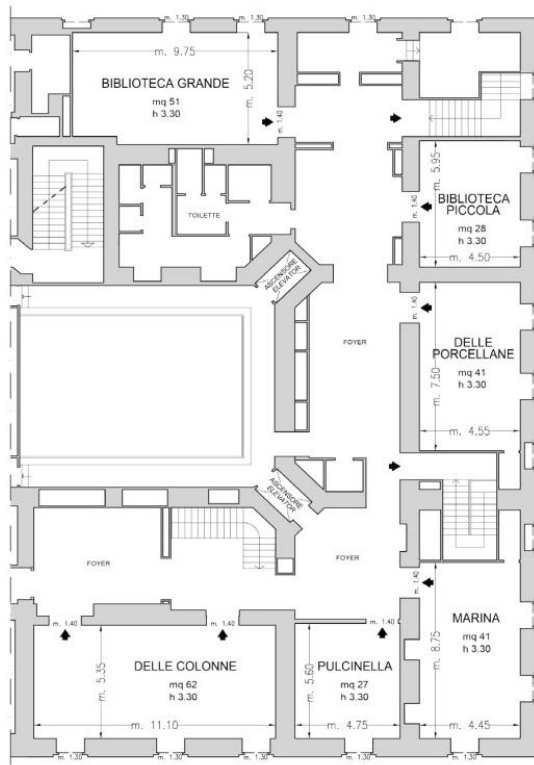 m. 1.30
m. 1.30
m. 1.30
m. 1.30
m. 9.75
BIBLIOTECA GRANDE
mq 51
h 3.30
m. 5.20
m. 1.40
TOILETTE
m. 5.95
m. 1.40
BIBLIOTECA
PICCOLA
mq 28
h 3.30
m. 4.50
ASCENSORE
ELEVATOR
m. 1.40
FOYER
DELLE
PORCELLANE
mq 41
h 3.30
m. 7.50
m. 4.55
ASCENSORE
ELEVATOR
FOYER
FOYER
m. 1.40
m. 1.40
m. 1.40
m. 1.40
MARINA
mq 41
h 3.30
m. 8.75
m. 4.45
DELLE COLONNE
mq 62
h 3.30
m. 5.35
m. 11.10
PULCINELLA
mq 27
h 3.30
m. 5.60
m. 4.75
m. 1.30
m. 1.30
m. 1.30
m. 1.30